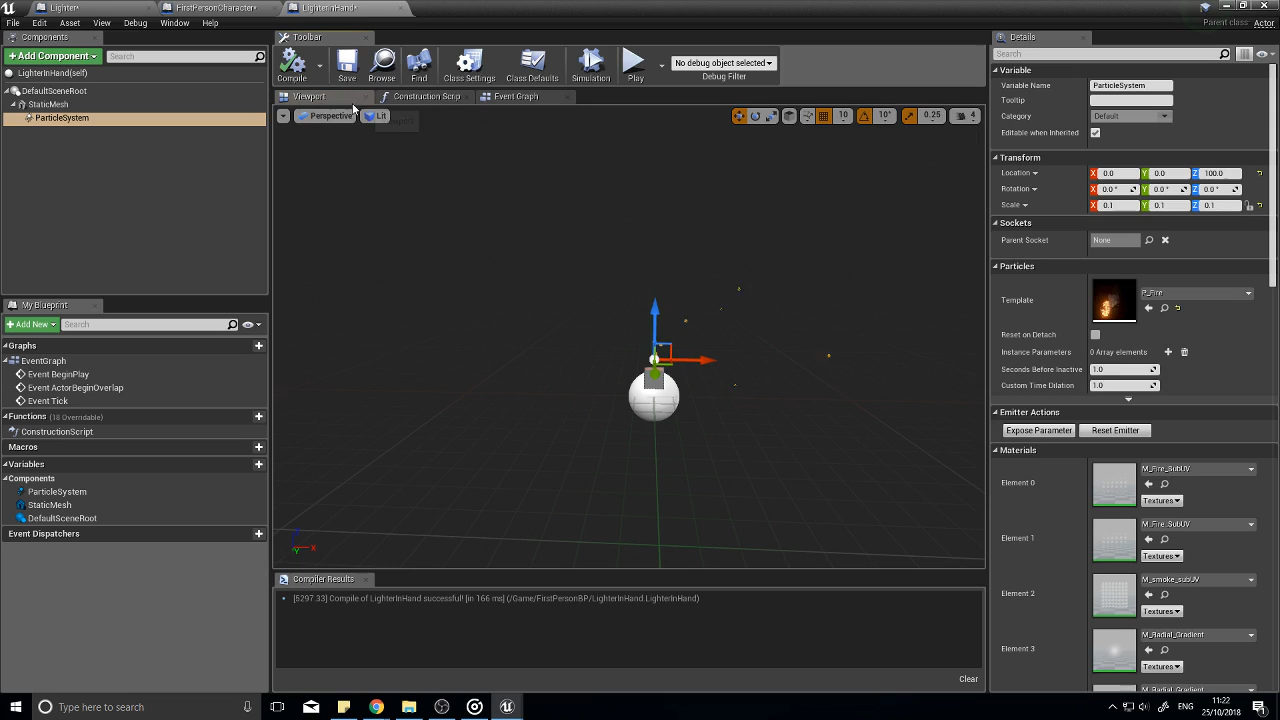 Lighter*
FirstPersonCharacter*
LighterInHand*
File Edit Asset View Debug Window Help
Parent class: Actor
Components
Toolbar
Details
+ Add Component
Search
LighterInHand(self)
DefaultSceneRoot
StaticMesh
ParticleSystem
Compile
Save
Browse
Find
Class Settings
Class Defaults
Simulation
Play
No debug object selected
Debug Filter
Viewport
Construction Scrip
Event Graph
Perspective
Lit
10
10°
0.25
4
Search
Variable
Variable Name ParticleSystem
Tooltip
Category Default
Editable when Inherited
Transform
Location X 0.0 Y 0.0 Z 100.0
Rotation X 0.0 ° Y 0.0 ° Z 0.0 °
Scale X 0.1 Y 0.1 Z 0.1
Sockets
Parent Socket None
Particles
Template P_Fire
Reset on Detach
Instance Parameters 0 Array elements
Seconds Before Inactive 1.0
Custom Time Dilation 1.0
Emitter Actions
Expose Parameter Reset Emitter
Materials
Element 0 M_Fire_SubUV
Textures
Element 1 M_Fire_SubUV
Textures
Element 2 M_smoke_subUV
Textures
Element 3 M_Radial_Gradient
Textures
M_Radial_Gradient
My Blueprint
+ Add New
Search
Graphs
EventGraph
Event BeginPlay
Event ActorBeginOverlap
Event Tick
Functions (18 Overridable)
ConstructionScript
Macros
Variables
Components
ParticleSystem
StaticMesh
DefaultSceneRoot
Event Dispatchers
Z
X
Y
Compiler Results
[5297.33] Compile of LighterInHand successful! [in 166 ms] (/Game/FirstPersonBP/LighterInHand.LighterInHand)
Clear
Type here to search
11:22
25/10/2018